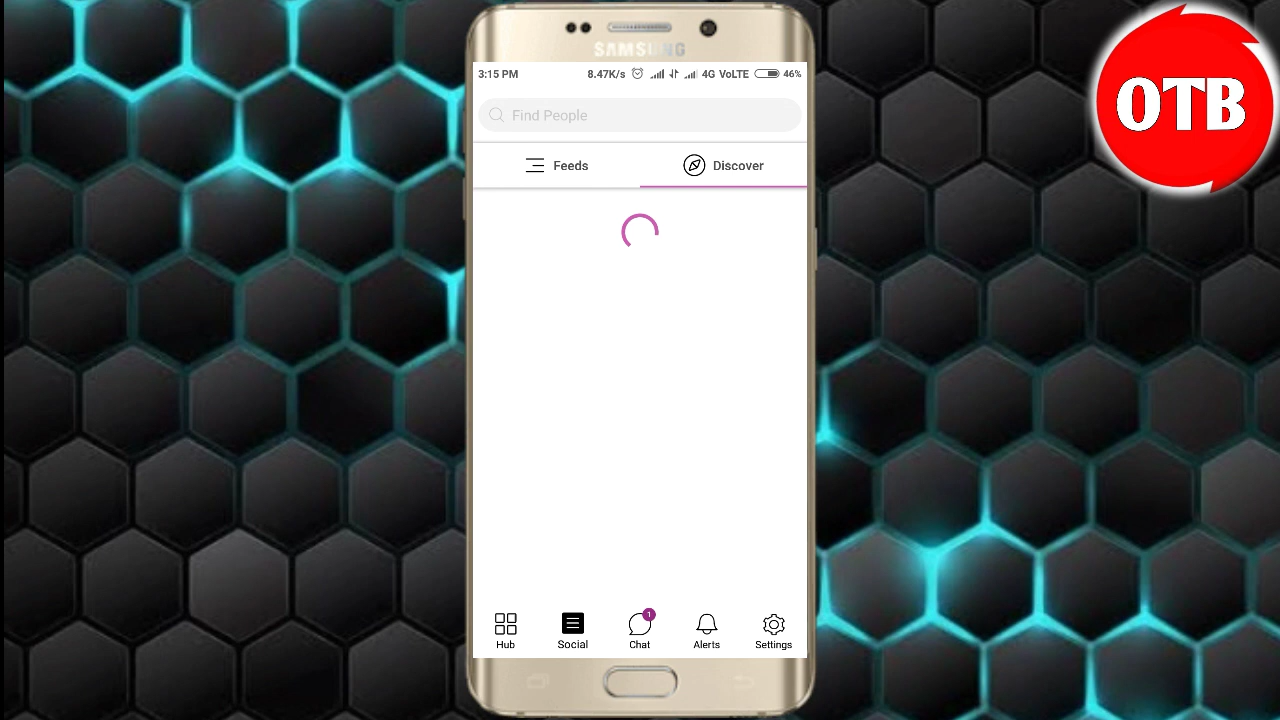 SAMSUNG
OTB
3:15 PM 8.47K/s 4G VoLTE 46%
Find People
Feeds Discover
1
Hub Social Chat Alerts Settings